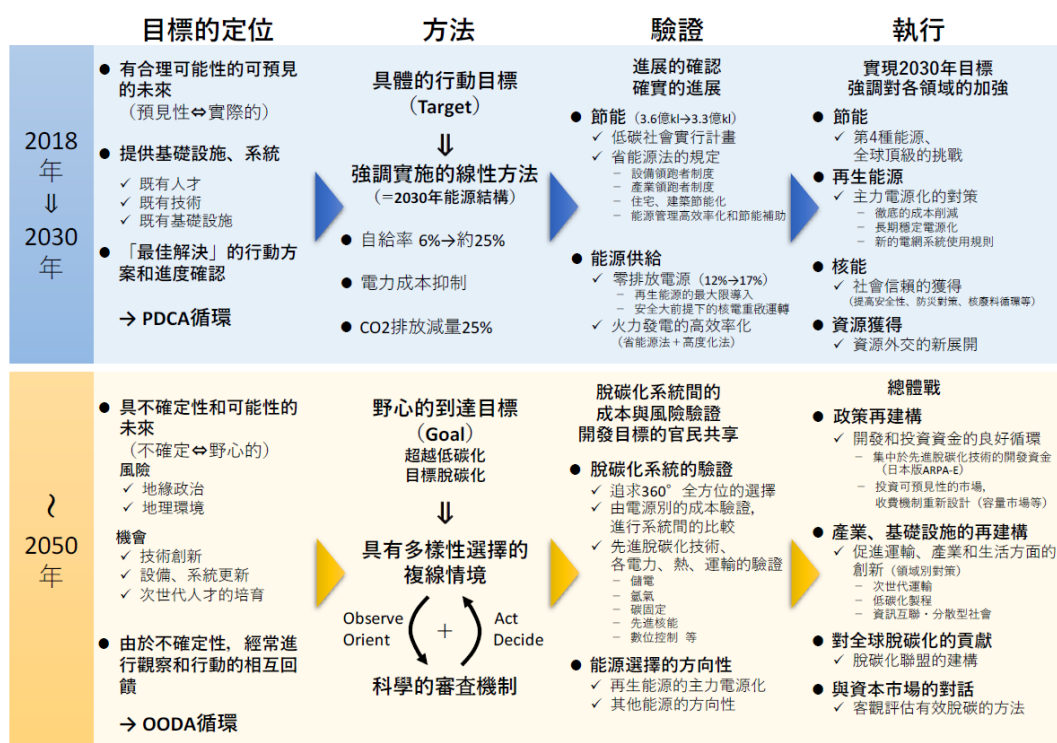 目標的定位
方法
驗證
執行
2018
年
⇓
2030
年
● 有合理可能性的可預見
的未來
（預見性⇔實際的）
● 提供基礎設施、系統
✓ 既有人才
✓ 既有技術
✓ 既有基礎設施
● 「最佳解決」的行動方
案和進度確認
→ PDCA循環
具體的行動目標
（Target）
⇓
強調實施的線性方法
（=2030年能源結構）
● 自給率 6%→約25%
● 電力成本抑制
● CO2排放減量25%
進展的確認
確實的進展
● 節能（3.6億kl→3.3億kl）
✓ 低碳社會實行計畫
✓ 省能源法的規定
– 設備領跑者制度
– 產業領跑者制度
– 住宅、建築節能化
– 能源管理高效率化和節能補助
● 能源供給
✓ 零排放電源（12%→17%）
– 再生能源的最大限導入
– 安全大前提下的核電重啟運轉
✓ 火力發電的高效率化
（省能源法＋高度化法）
實現2030年目標
強調對各領域的加強
● 節能
✓ 第4種能源、
全球頂級的挑戰
● 再生能源
✓ 主力電源化的對策
– 徹底的成本削減
– 長期穩定電源化
– 新的電網系統使用規則
● 核能
✓ 社會信賴的獲得
（提高安全性、防災對策、核廢料循環等）
● 資源獲得
✓ 資源外交的新展開
～
2050
年
● 具不確定性和可能性的
未來
（不確定⇔野心的）
風險
✓ 地緣政治
✓ 地理環境
機會
✓ 技術創新
✓ 設備、系統更新
✓ 次世代人才的培育
● 由於不確定性，經常進
行觀察和行動的相互回
饋
→ OODA循環
野心的到達目標
（Goal）
超越低碳化
目標脫碳化
⇓
具有多樣性選擇的
複線情境
Observe
Orient
+
Act
Decide
科學的審查機制
脫碳化系統間的
成本與風險驗證
開發目標的官民共享
● 脫碳化系統的驗證
✓ 追求360°全方位的選擇
✓ 由電源別的成本驗證，
進行系統間的比較
✓ 先進脫碳化技術、
各電力、熱、運輸的驗證
– 儲電
– 氫氣
– 碳固定
– 先進核能
– 數位控制 等
● 能源選擇的方向性
✓ 再生能源的主力電源化
✓ 其他能源的方向性
總體戰
● 政策再建構
✓ 開發和投資資金的良好循環
– 集中於先進脫碳化技術的開發資金
（日本版ARPA-E）
– 投資可預見性的市場，
收費機制重新設計（容量市場等）
● 產業、基礎設施的再建構
✓ 促進運輸、產業和生活方面的
創新（領域別對策）
– 次世代運輸
– 低碳化製程
– 資訊互聯・分散型社會
● 對全球脫碳化的貢獻
✓ 脫碳化聯盟的建構
● 與資本市場的對話
✓ 客觀評估有效脫碳的方法